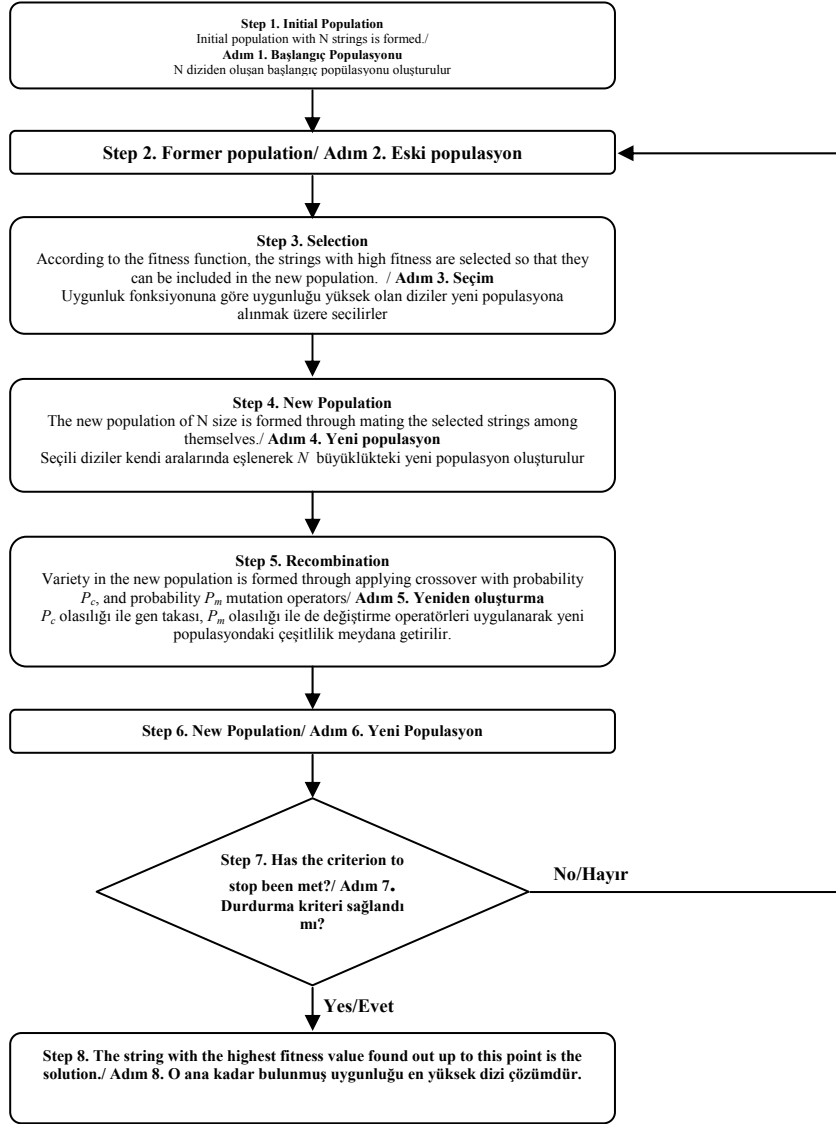 Step 1. Initial Population
Initial population with N strings is formed./
Adım 1. Başlangıç Populasyonu
N diziden oluşan başlangıç popülasyonu oluşturulur
Step 2. Former population/ Adım 2. Eski populasyon
Step 3. Selection
According to the fitness function, the strings with high fitness are selected so that they
can be included in the new population. / Adım 3. Seçim
Uygunluk fonksiyonuna göre uygunluğu yüksek olan diziler yeni populasyona
alınmak üzere secilirler
Step 4. New Population
The new population of N size is formed through mating the selected strings among
themselves./ Adım 4. Yeni populasyon
Seçili diziler kendi aralarında eşlenerek N büyüklükteki yeni populasyon oluşturulur
Step 5. Recombination
Variety in the new population is formed through applying crossover with probability
Pc, and probability Pm mutation operators/ Adım 5. Yeniden oluşturma
Pc olasılığı ile gen takası, Pm olasılığı ile de değiştirme operatörleri uygulanarak yeni
populasyondaki çeşitlilik meydana getirilir.
Step 6. New Population/ Adım 6. Yeni Populasyon
Step 7. Has the criterion to
stop been met?/ Adım 7.
Durdurma kriteri sağlandı
mı?
No/Hayır
Yes/Evet
Step 8. The string with the highest fitness value found out up to this point is the
solution./ Adım 8. O ana kadar bulunmuş uygunluğu en yüksek dizi çözümdür.